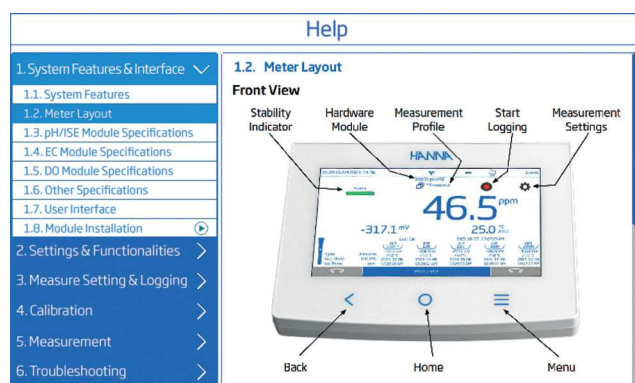 Help
1. System Features & Interface
1.1. System Features
1.2. Meter Layout
1.3. pH/ISE Module Specifications
1.4. EC Module Specifications
1.5. DO Module Specifications
1.6. Other Specifications
1.7. User Interface
1.8. Module Installation
2. Settings & Functionalities
3. Measure Setting & Logging
4. Calibration
5. Measurement
6. Troubleshooting
1.2. Meter Layout
Front View
Stability Indicator
Hardware Module
Measurement Profile
Start Logging
Measurement Settings
HANNA
46.5 ppm
-317.1 mV
25.0 °C
Back
Home
Menu